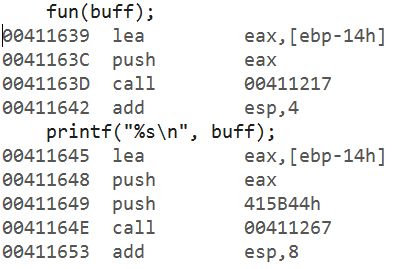 fun(buff);
00411639 lea eax,[ebp-14h]
0041163C push eax
0041163D call 00411217
00411642 add esp,4
printf("%s\n", buff);
00411645 lea eax,[ebp-14h]
00411648 push eax
00411649 push 415B44h
0041164E call 00411267
00411653 add esp,8